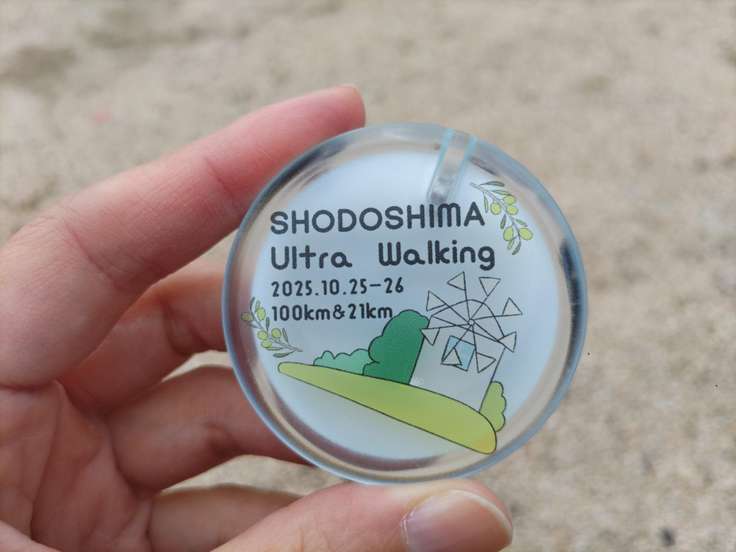 SHODOSHIMA
Ultra Walking
2025.10.25-26
100km&21km